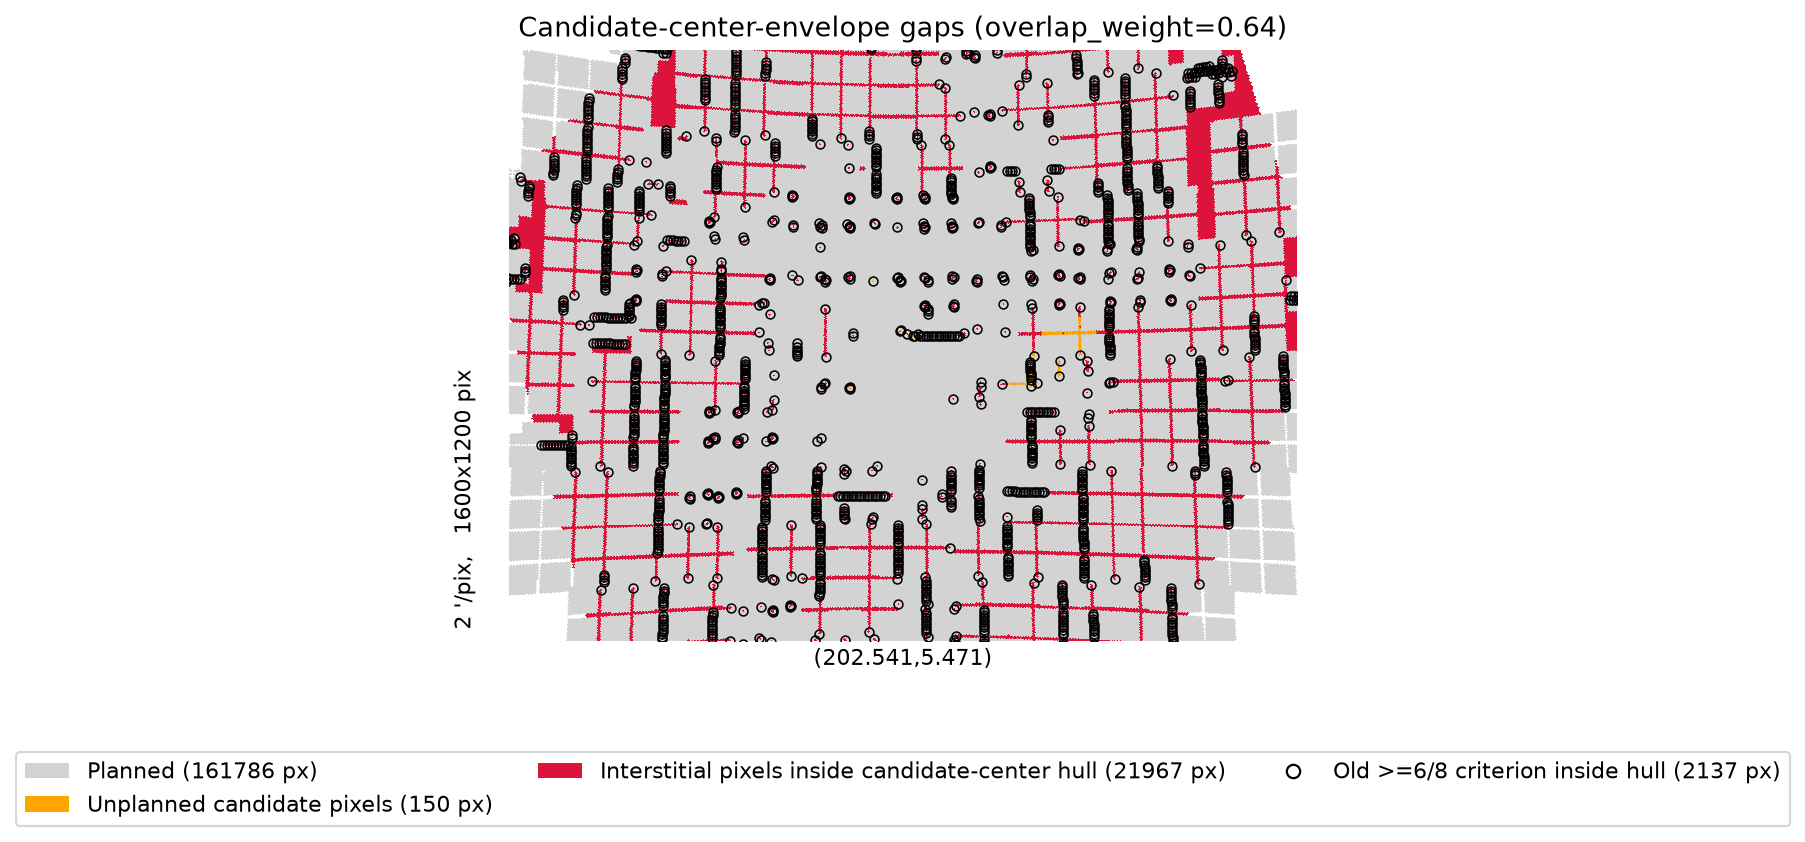 Candidate-center-envelope gaps (overlap_weight=0.64)
2 '/pix,   1600x1200 pix
(202.541,5.471)
Planned (161786 px)
Unplanned candidate pixels (150 px)
Interstitial pixels inside candidate-center hull (21967 px)
Old >=6/8 criterion inside hull (2137 px)